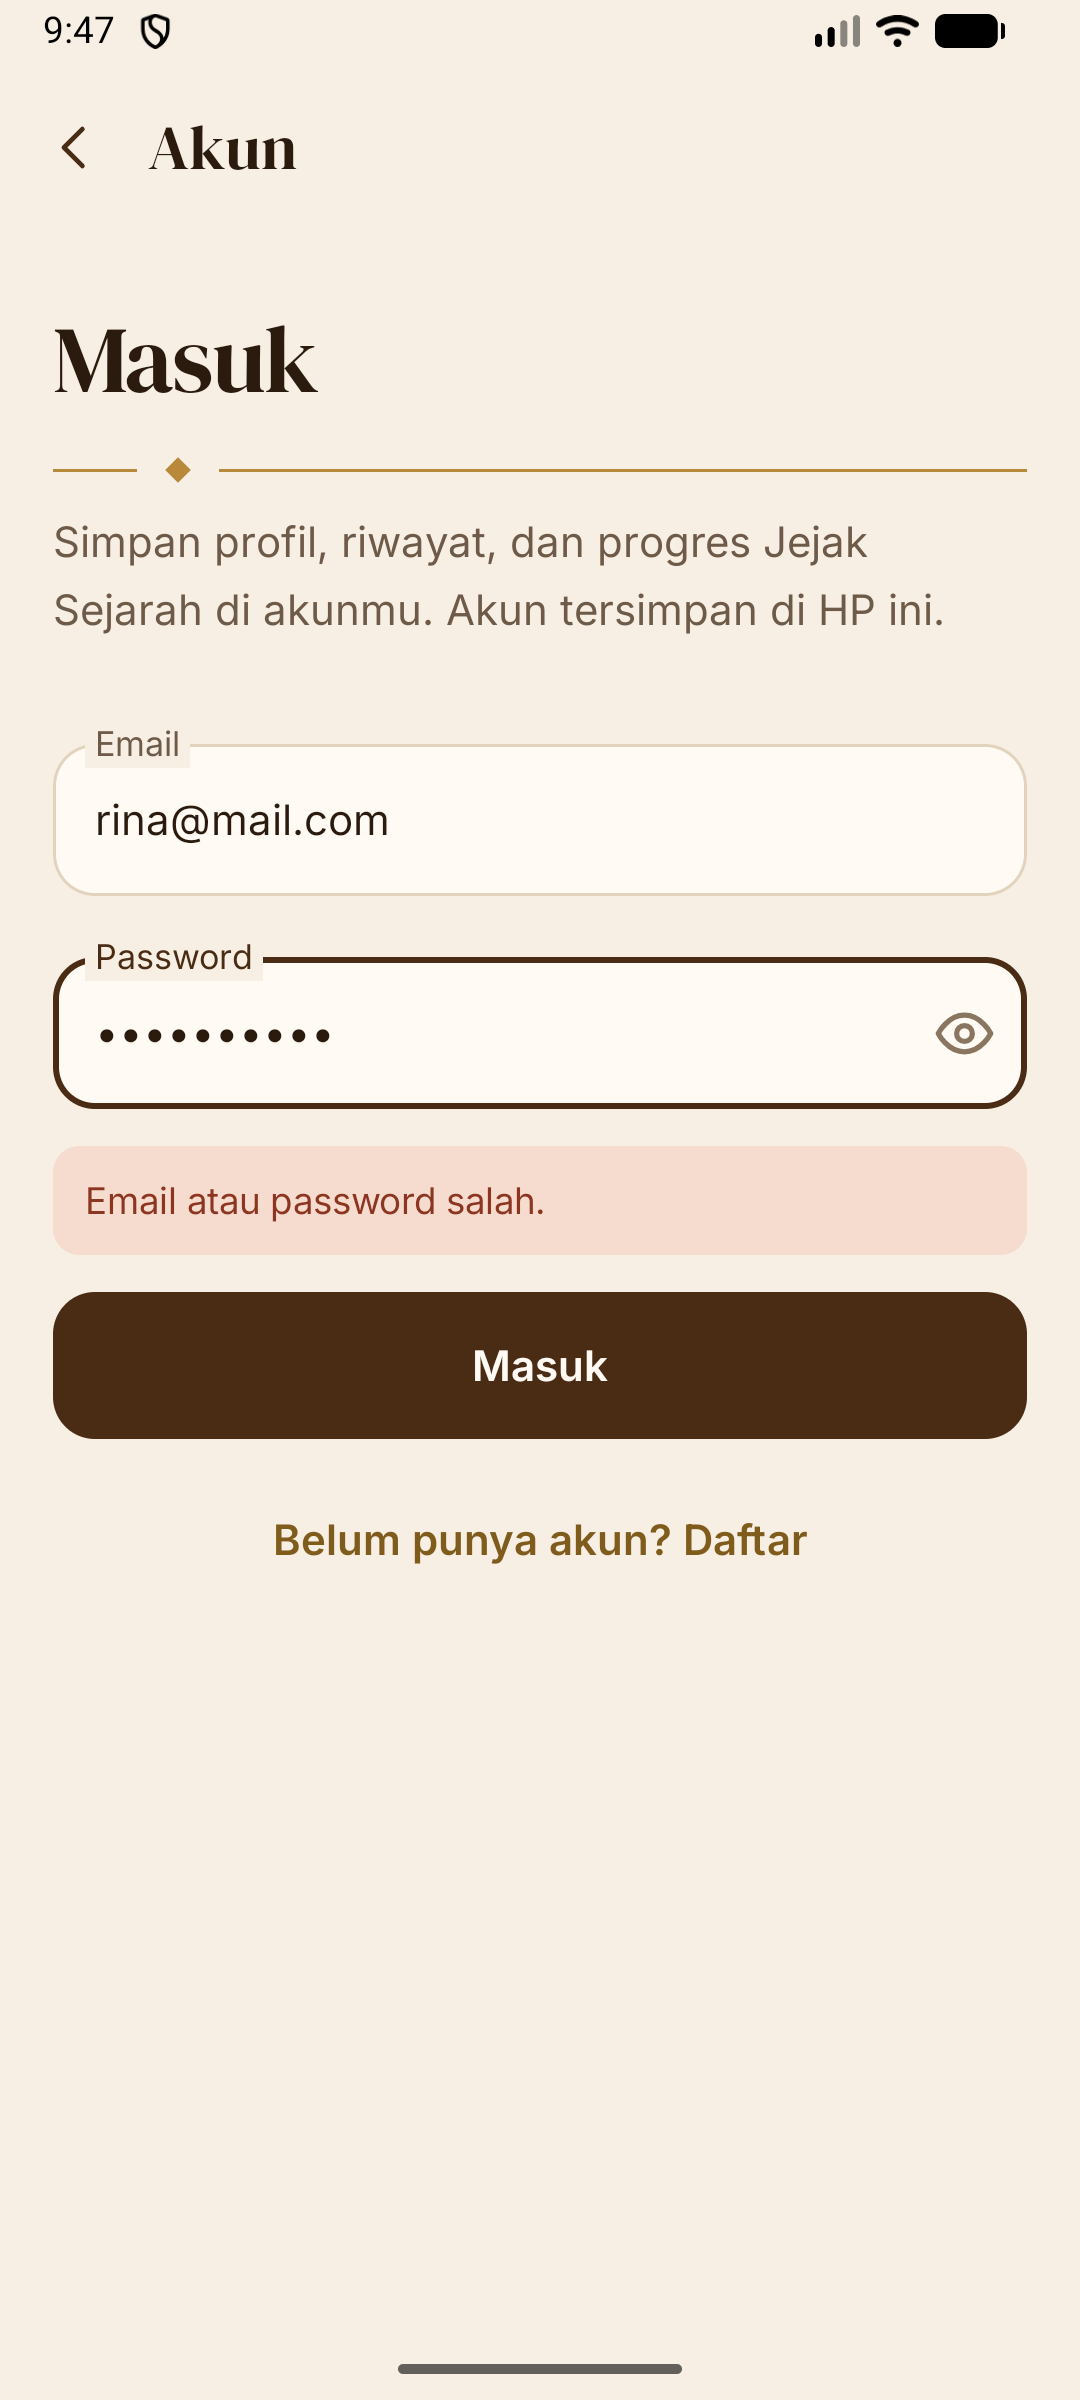 9:47
Akun
Masuk
Simpan profil, riwayat, dan progres Jejak
Sejarah di akunmu. Akun tersimpan di HP ini.
Email
rina@mail.com
Password
••••••••••
Email atau password salah.
Masuk
Belum punya akun? Daftar